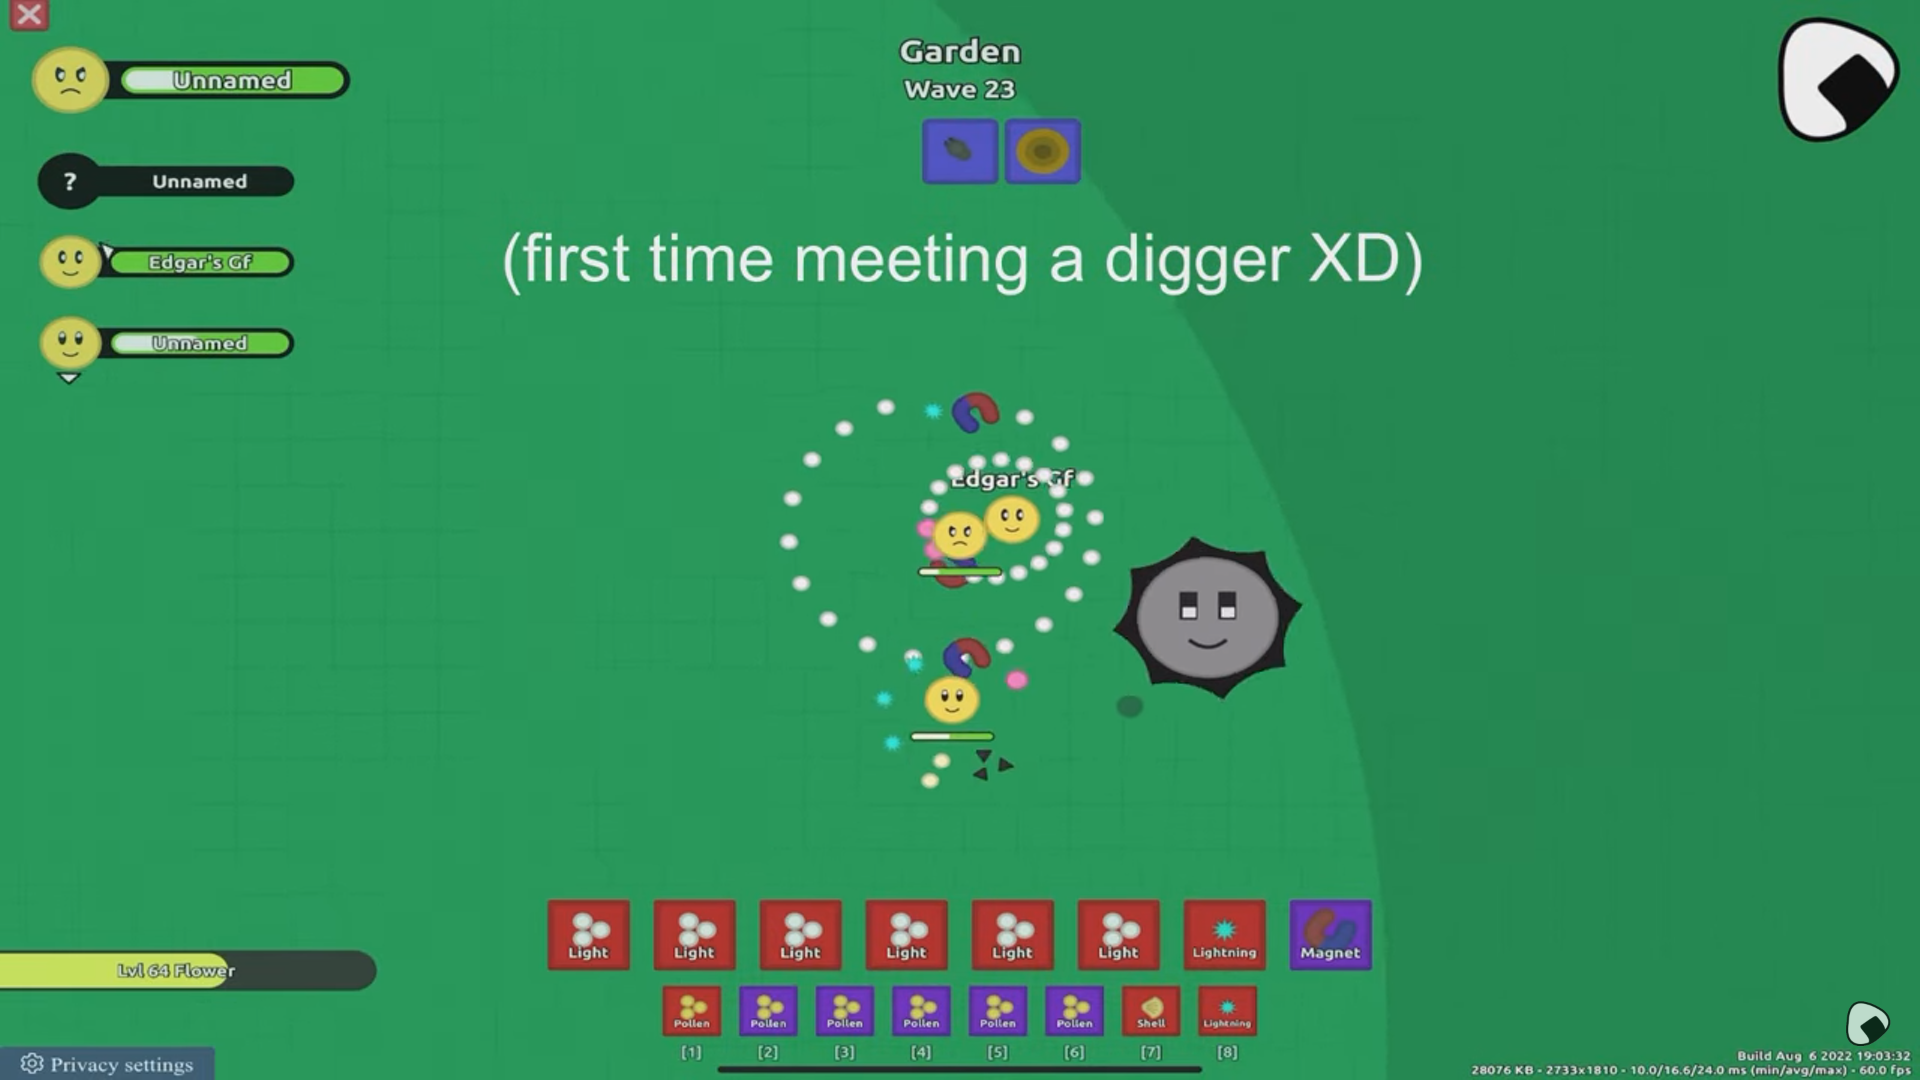 Garden
Wave 23
Unnamed
?
Unnamed
Edgar's Gf
Unnamed
(first time meeting a digger XD)
Edgar's Gf
Lvl 64 Flower
Light
Light
Light
Light
Light
Light
Lightning
Magnet
Pollen
Pollen
Pollen
Pollen
Pollen
Pollen
Shell
Lightning
[1]
[2]
[3]
[4]
[5]
[6]
[7]
[8]
Privacy settings
Build Aug 6 2022 19:03:32
28076 KB - 2733x1810 - 10.0/16.6/24.0 ms (min/avg/max) - 60.0 fps